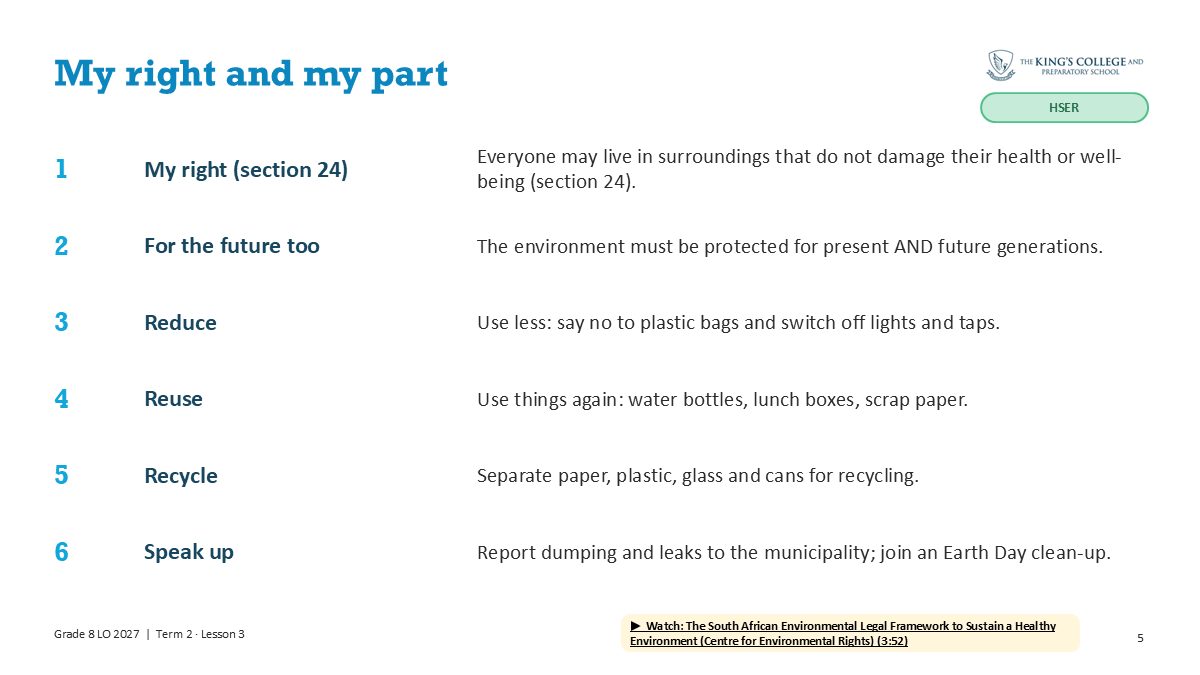 My right and my part
THE KING'S COLLEGE AND
PREPARATORY SCHOOL
HSER
1
My right (section 24)
Everyone may live in surroundings that do not damage their health or well-
being (section 24).
2
For the future too
The environment must be protected for present AND future generations.
3
Reduce
Use less: say no to plastic bags and switch off lights and taps.
4
Reuse
Use things again: water bottles, lunch boxes, scrap paper.
5
Recycle
Separate paper, plastic, glass and cans for recycling.
6
Speak up
Report dumping and leaks to the municipality; join an Earth Day clean-up.
Grade 8 LO 2027 | Term 2 · Lesson 3
▶ Watch: The South African Environmental Legal Framework to Sustain a Healthy
Environment (Centre for Environmental Rights) (3:52)
5